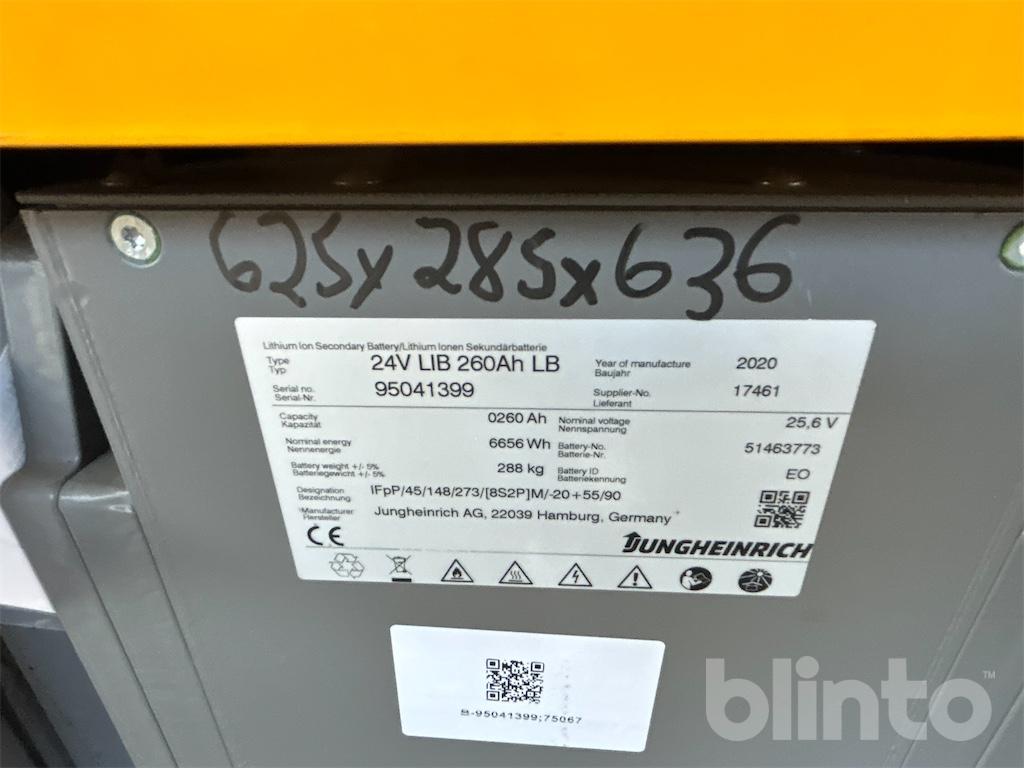 625x285x636
Lithium Ion Secondary Battery/Lithium Ionen Sekundärbatterie
Type
Typ
24V LIB 260Ah LB
Year of manufacture
Baujahr
2020
Serial no.
Serial-Nr.
95041399
Supplier-No.
Lieferant
17461
Capacity
Kapazität
0260 Ah
Nominal voltage
Nennspannung
25,6 V
Nominal energy
Nennenergie
6656 Wh
Battery-No.
Batterie-Nr.
51463773
Battery weight +/- 5%
Batteriegewicht +/- 5%
288 kg
Battery ID
Batteriekennung
EO
Designation
Bezeichnung
IFpP/45/148/273/[8S2P]M/-20+55/90
Manufacturer
Hersteller
Jungheinrich AG, 22039 Hamburg, Germany
CE
JUNGHEINRICH
B-95041399;75067
blinto™